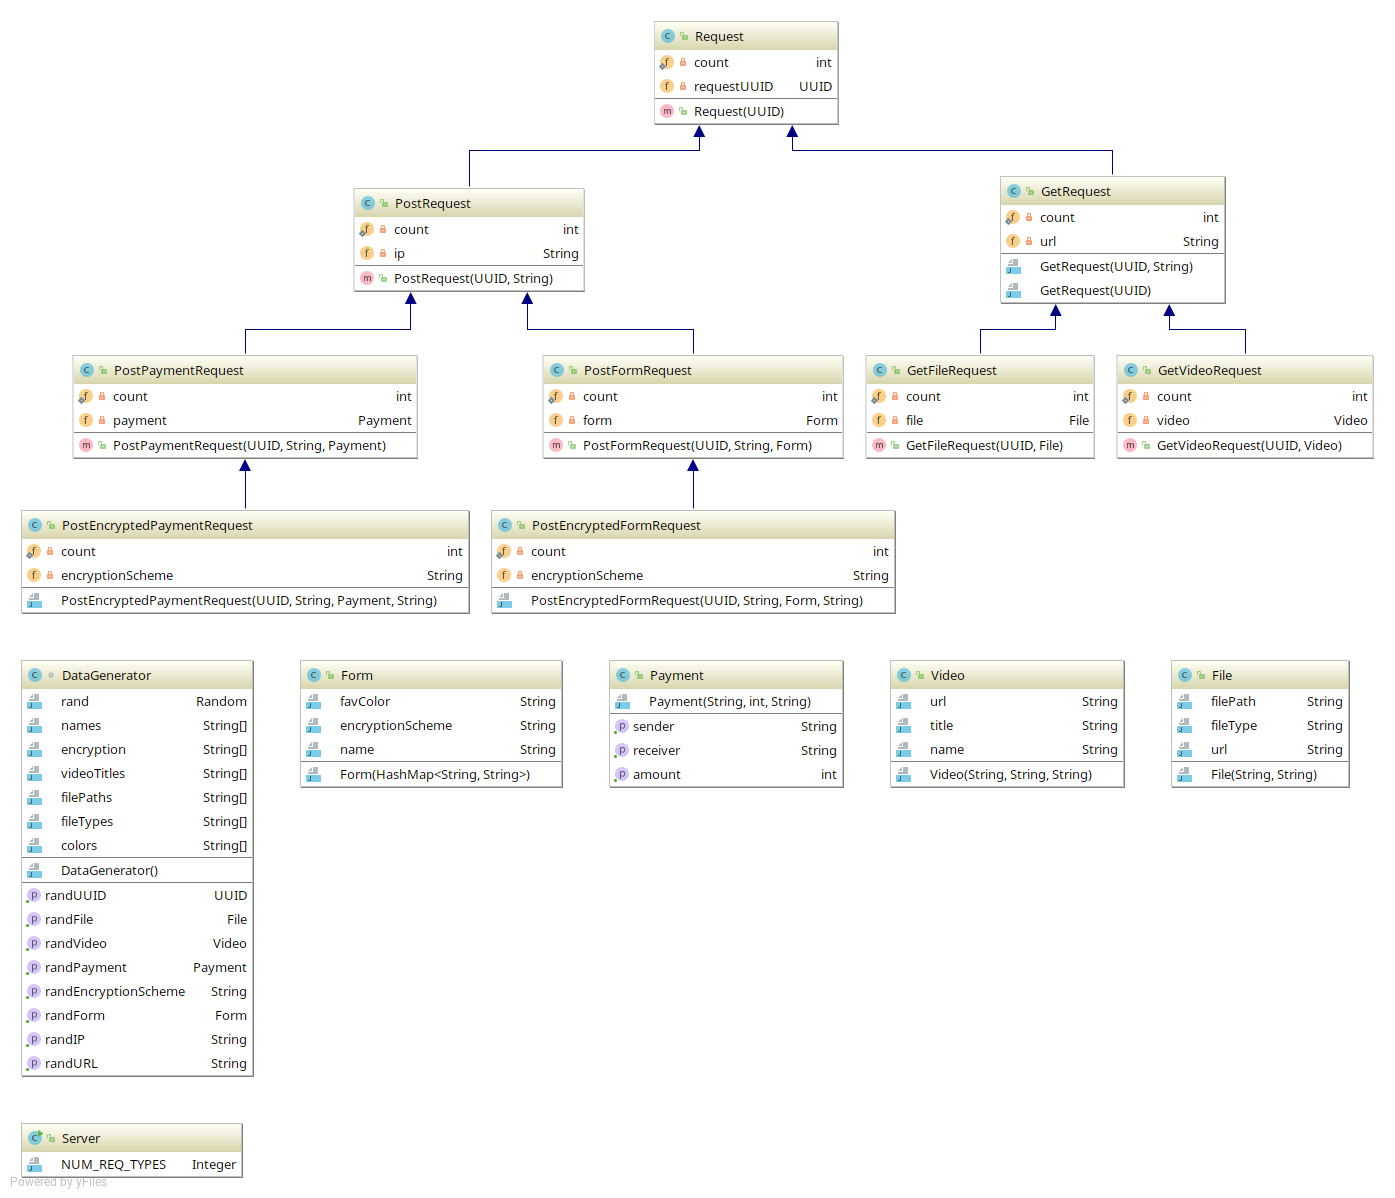 Request
count int
requestUUID UUID
Request(UUID)
PostRequest
count int
ip String
PostRequest(UUID, String)
GetRequest
count int
url String
GetRequest(UUID, String)
GetRequest(UUID)
PostPaymentRequest
count int
payment Payment
PostPaymentRequest(UUID, String, Payment)
PostFormRequest
count int
form Form
PostFormRequest(UUID, String, Form)
GetFileRequest
count int
file File
GetFileRequest(UUID, File)
GetVideoRequest
count int
video Video
GetVideoRequest(UUID, Video)
PostEncryptedPaymentRequest
count int
encryptionScheme String
PostEncryptedPaymentRequest(UUID, String, Payment, String)
PostEncryptedFormRequest
count int
encryptionScheme String
PostEncryptedFormRequest(UUID, String, Form, String)
DataGenerator
rand Random
names String[]
encryption String[]
videoTitles String[]
filePaths String[]
fileTypes String[]
colors String[]
DataGenerator()
randUUID UUID
randFile File
randVideo Video
randPayment Payment
randEncryptionScheme String
randForm Form
randIP String
randURL String
Form
favColor String
encryptionScheme String
name String
Form(HashMap<String, String>)
Payment
Payment(String, int, String)
sender String
receiver String
amount int
Video
url String
title String
name String
Video(String, String, String)
File
filePath String
fileType String
url String
File(String, String)
Server
NUM_REQ_TYPES Integer
Powered by yFiles